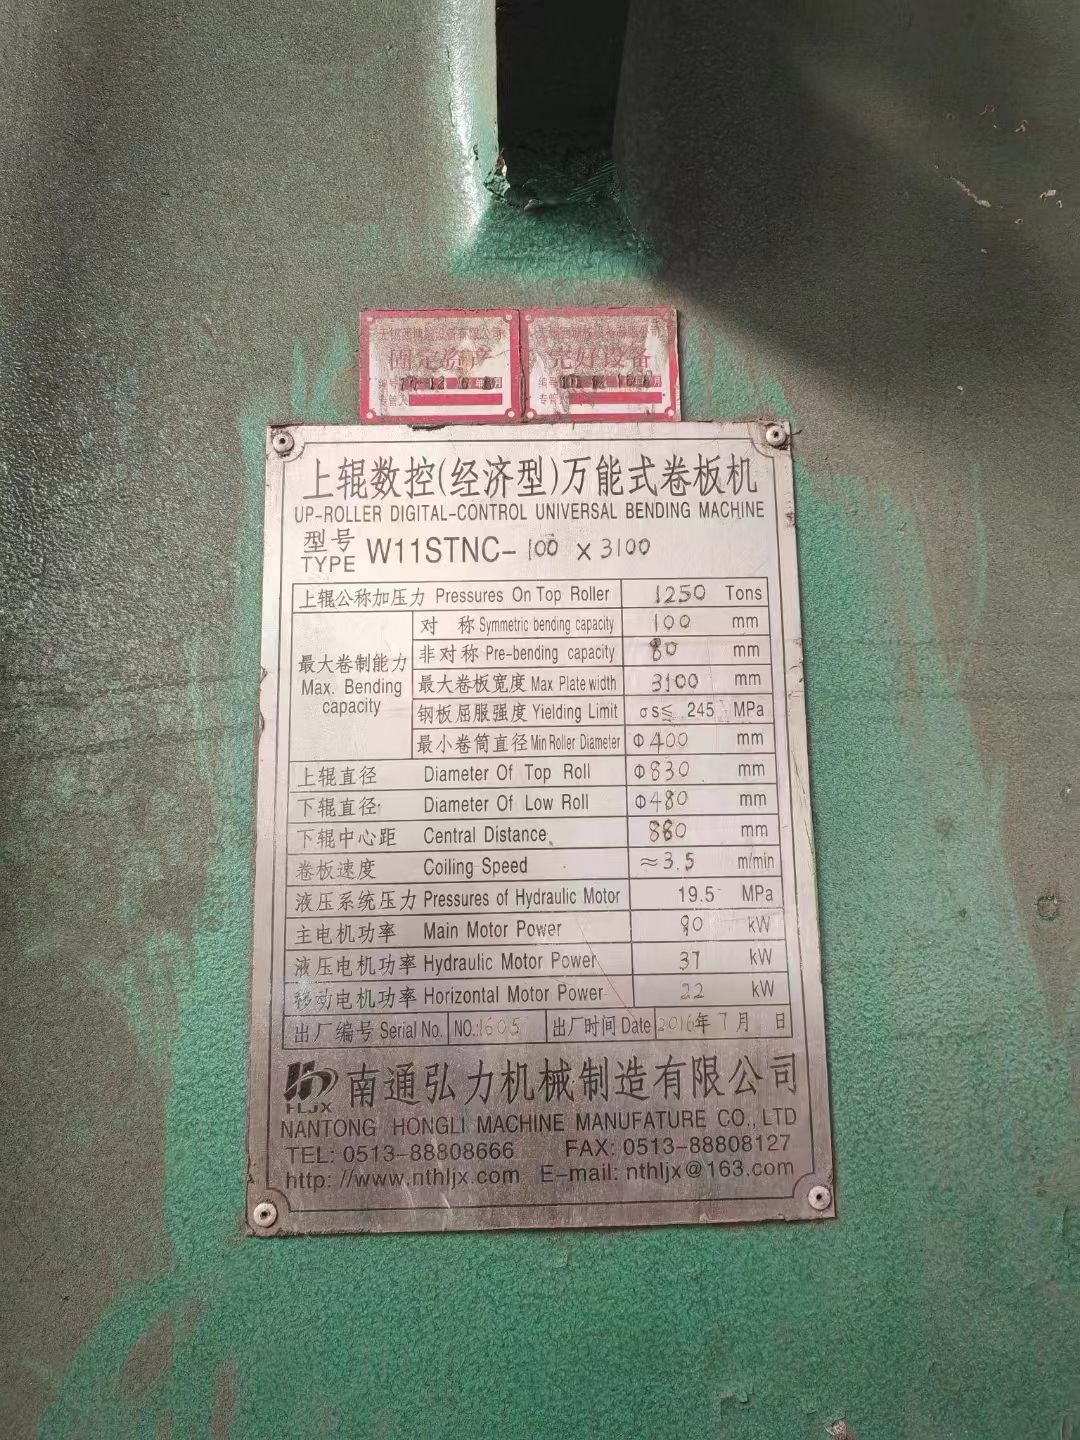 固定资产
编号
专管人
完好设备
编号
专管人
上辊数控(经济型)万能式卷板机
UP-ROLLER DIGITAL-CONTROL UNIVERSAL BENDING MACHINE
型号
TYPE W11STNC-100 x 3100
上辊公称加压力 Pressures On Top Roller 1250 Tons
最大卷制能力 Max. Bending capacity
对 称 Symmetric bending capacity 100 mm
非对称 Pre-bending capacity 80 mm
最大卷板宽度 Max Plate width 3100 mm
钢板屈服强度 Yielding Limit σs≤ 245 MPa
最小卷筒直径 Min Roller Diameter Φ400 mm
上辊直径 Diameter Of Top Roll Φ830 mm
下辊直径 Diameter Of Low Roll Φ480 mm
下辊中心距 Central Distance 880 mm
卷板速度 Coiling Speed ≈3.5 m/min
液压系统压力 Pressures of Hydraulic Motor 19.5 MPa
主电机功率 Main Motor Power kW
液压电机功率 Hydraulic Motor Power 37 kW
移动电机功率 Horizontal Motor Power 22 kW
出厂编号 Serial No. NO.:1605 出厂时间 Date 2016年7月 日
HLJX 南通弘力机械制造有限公司
NANTONG HONGLI MACHINE MANUFATURE CO., LTD
TEL: 0513-88808666 FAX: 0513-88808127
http: //www.nthljx.com E-mail: nthljx@163.com